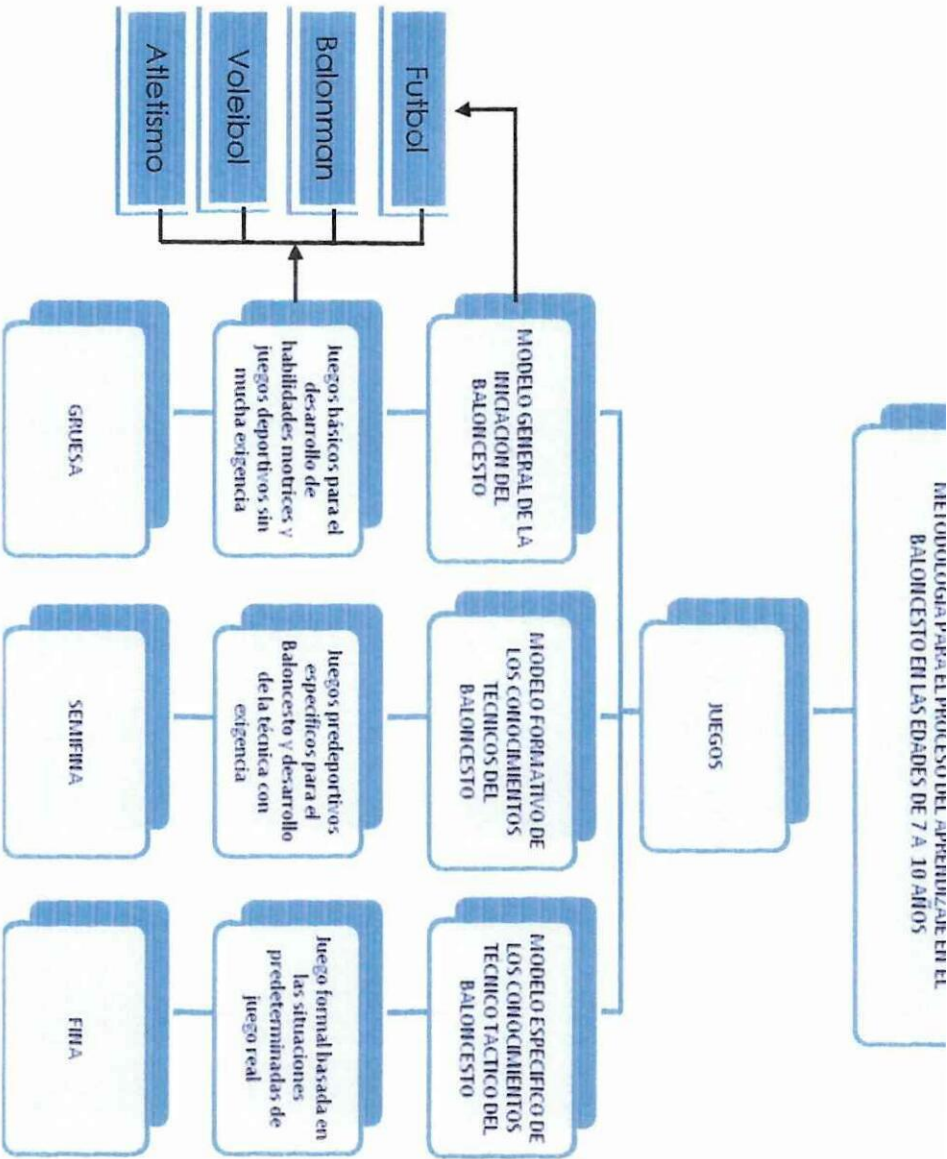 METODOLOGÍA PARA EL PROCESO DEL APRENDIZAJE EN EL
BALONCESTO EN LAS EDADES DE 7 A 10 AÑOS
JUEGOS
MODELO GENERAL DE LA
INICIACION DEL
BALONCESTO
MODELO FORMATIVO DE
LOS CONOCIMIENTOS
TÉCNICOS DEL
BALONCESTO
MODELO ESPECIFICO DE
LOS CONOCIMIENTOS
TECNICO TACTICO DEL
BALONCESTO
Juegos básicos para el
desarrollo de
habilidades motrices y
juegos deportivos sin
mucha exigencia
Juegos predeportivos
específicos para el
Baloncesto y desarrollo
de la técnica con
exigencia
Juego formal basada en
las situaciones
predeterminadas de
juego real
GRUESA
SEMIFINA
FINA
Futbol
Balonman
Voleibol
Atletismo